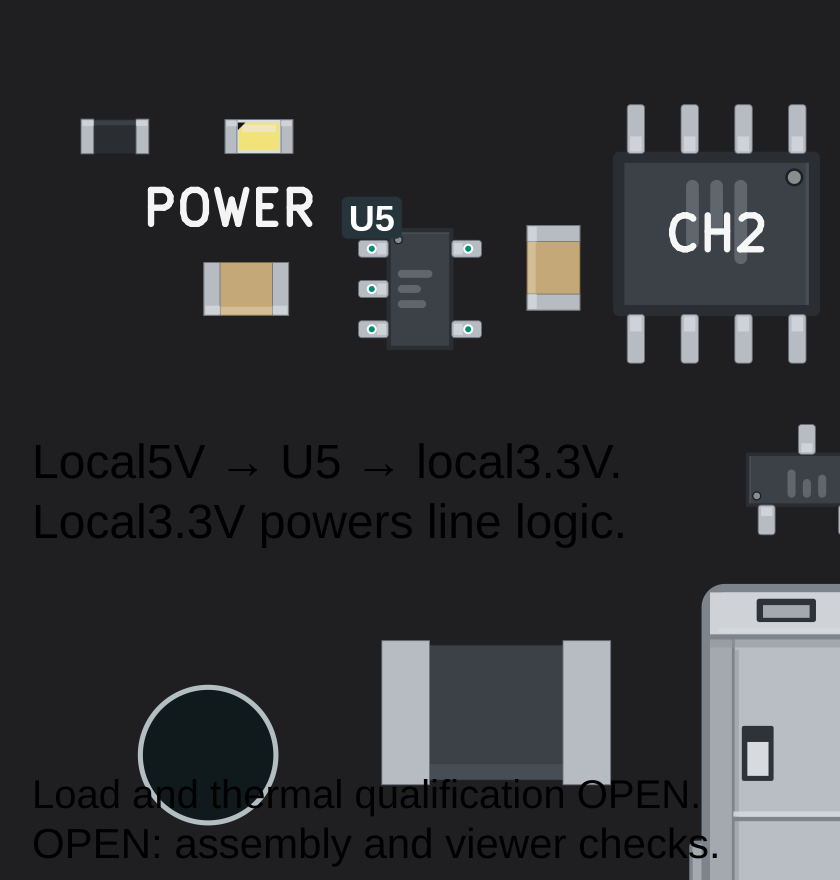 POWER
U5
CH2
Local5V → U5 → local3.3V.
Local3.3V powers line logic.
Load and thermal qualification OPEN.
OPEN: assembly and viewer checks.